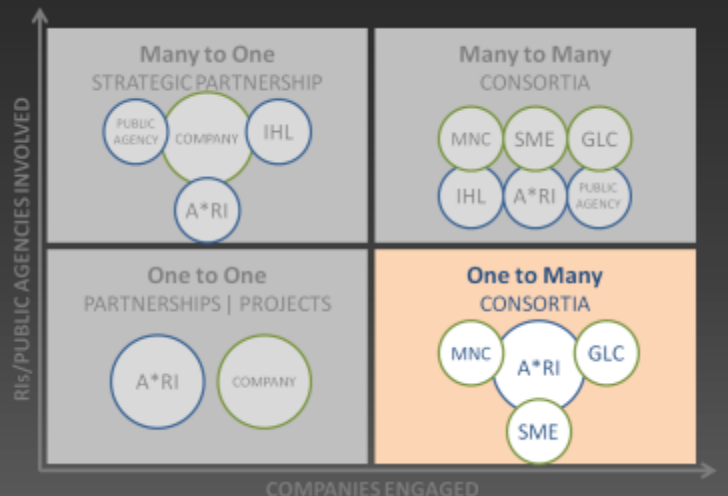 RIs/PUBLIC AGENCIES INVOLVED
Many to One
STRATEGIC PARTNERSHIP
PUBLIC
AGENCY
COMPANY
IHL
A*RI
Many to Many
CONSORTIA
MNC
SME
GLC
IHL
A*RI
PUBLIC
AGENCY
One to One
PARTNERSHIPS | PROJECTS
A*RI
COMPANY
One to Many
CONSORTIA
MNC
A*RI
GLC
SME
COMPANIES ENGAGED